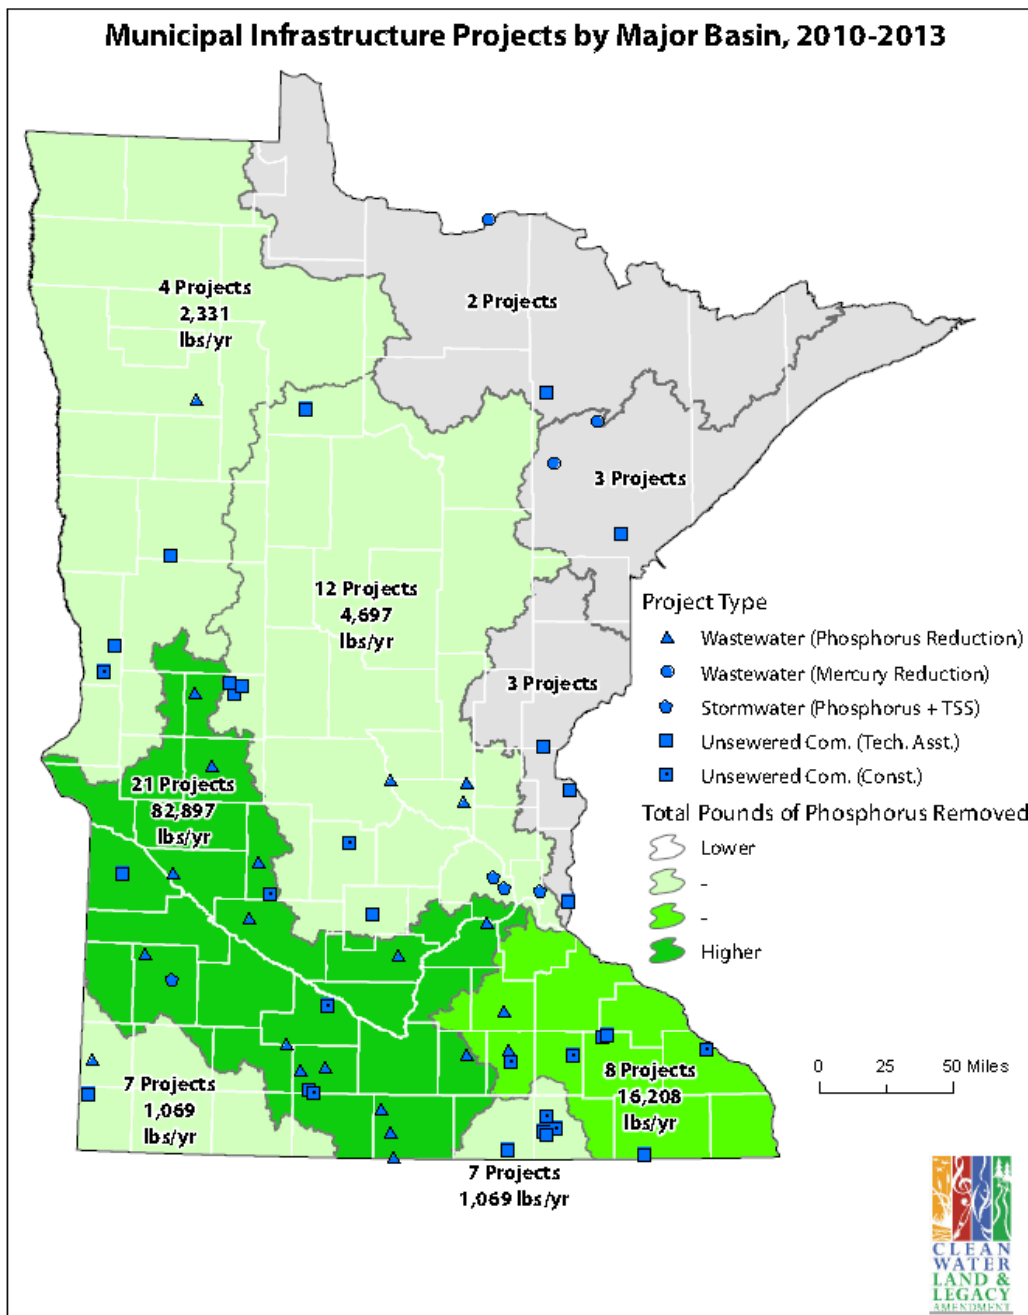 Municipal Infrastructure Projects by Major Basin, 2010-2013
4 Projects
2,331
lbs/yr
2 Projects
3 Projects
12 Projects
4,697
lbs/yr
3 Projects
Project Type
Wastewater (Phosphorus Reduction)
Wastewater (Mercury Reduction)
Stormwater (Phosphorus + TSS)
Unsewered Com. (Tech. Asst.)
Unsewered Com. (Const.)
21 Projects
82,897
lbs/yr
Total Pounds of Phosphorus Removed
Lower
-
-
Higher
0 25 50 Miles
7 Projects
1,069
lbs/yr
8 Projects
16,208
lbs/yr
7 Projects
1,069 lbs/yr
CLEAN
WATER
LAND &
LEGACY
AMENDMENT